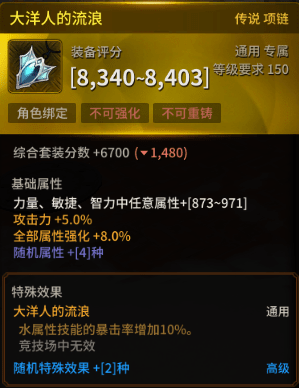 大洋人的流浪 传说 项链
装备评分 通用 专属
[8,340~8,403] 等级要求 150
角色绑定 不可强化 不可重铸
综合套装分数 +6700 (▼1,480)
基础属性
力量、敏捷、智力中任意属性+[873~971]
攻击力 +5.0%
全部属性强化 +8.0%
随机属性 +[4]种
特殊效果
大洋人的流浪 通用
水属性技能的暴击率增加10%。
竞技场中无效
随机特殊效果 +[2]种 高级